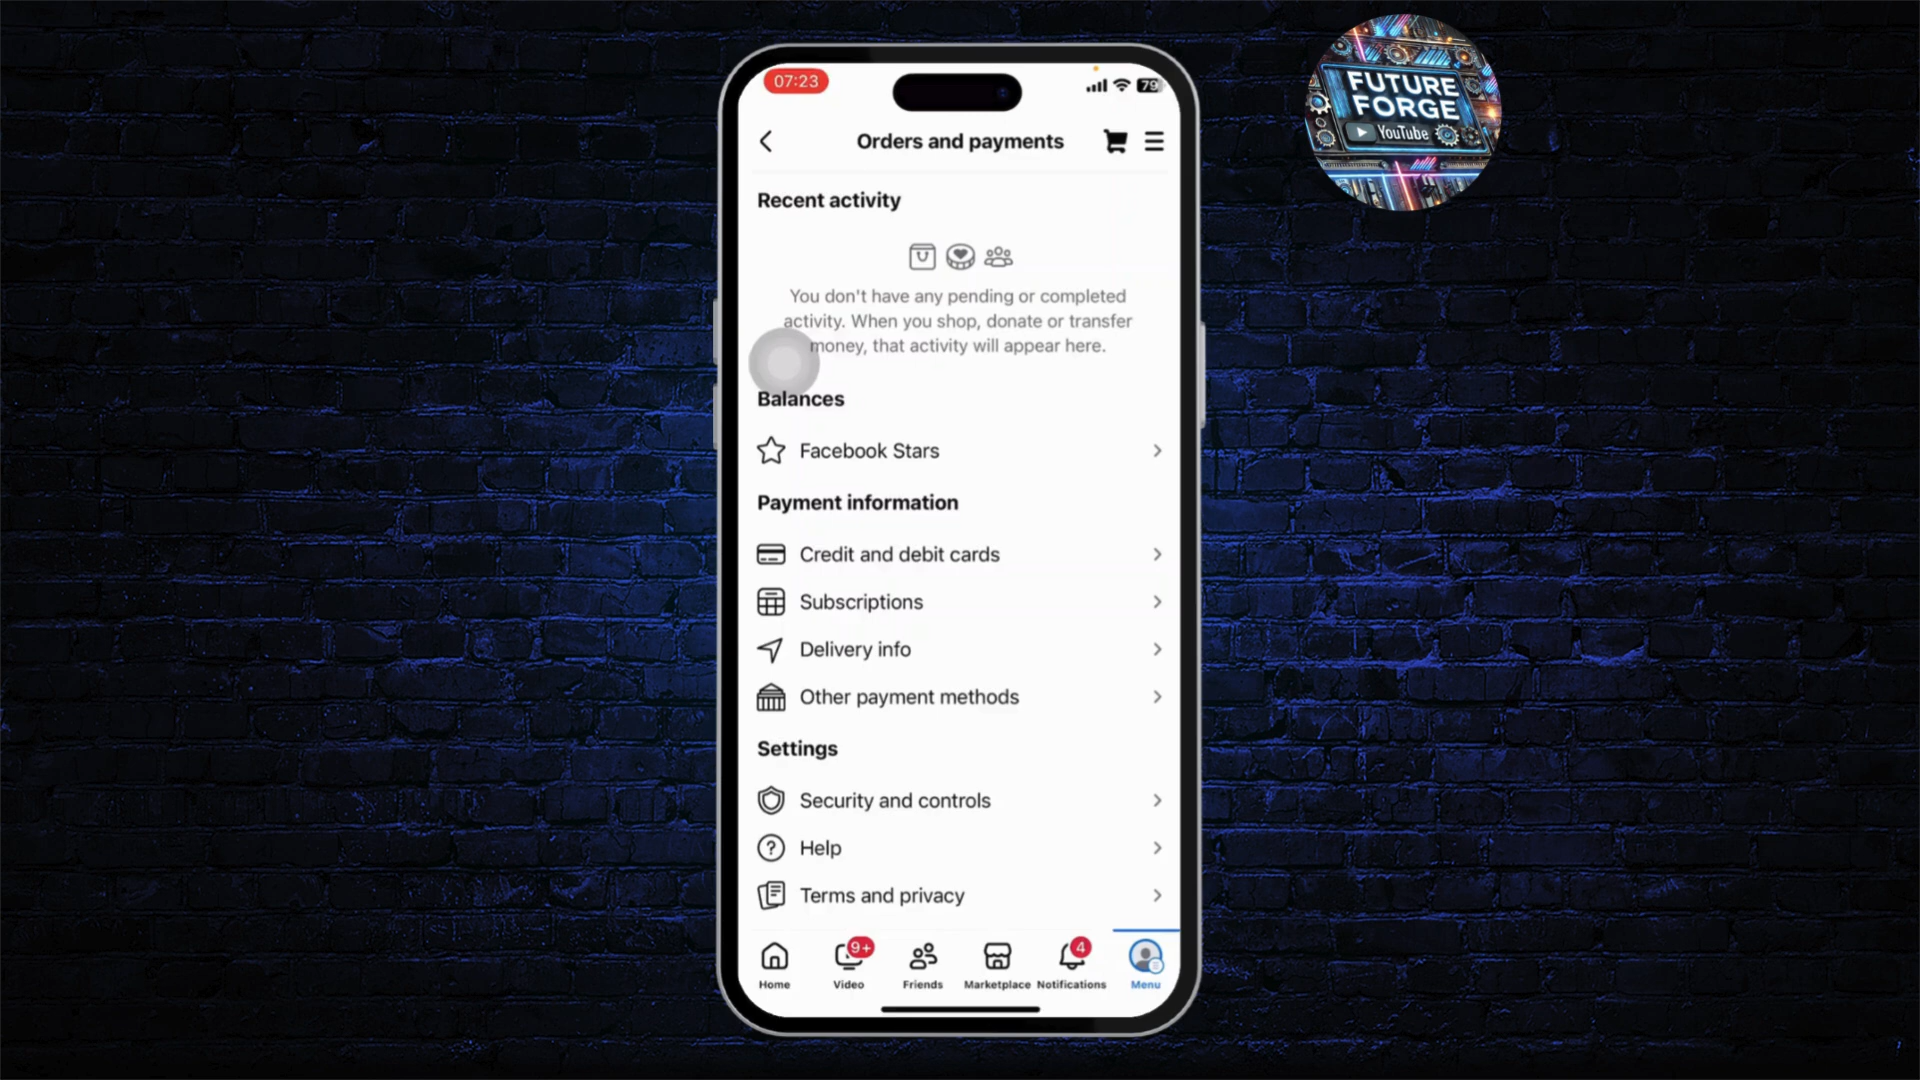 FUTURE
FORGE
YouTube
07:23
79
Orders and payments
Recent activity
You don't have any pending or completed
activity. When you shop, donate or transfer
money, that activity will appear here.
Balances
Facebook Stars
Payment information
Credit and debit cards
Subscriptions
Delivery info
Other payment methods
Settings
Security and controls
Help
Terms and privacy
9+
4
Home
Video
Friends
Marketplace
Notifications
Menu